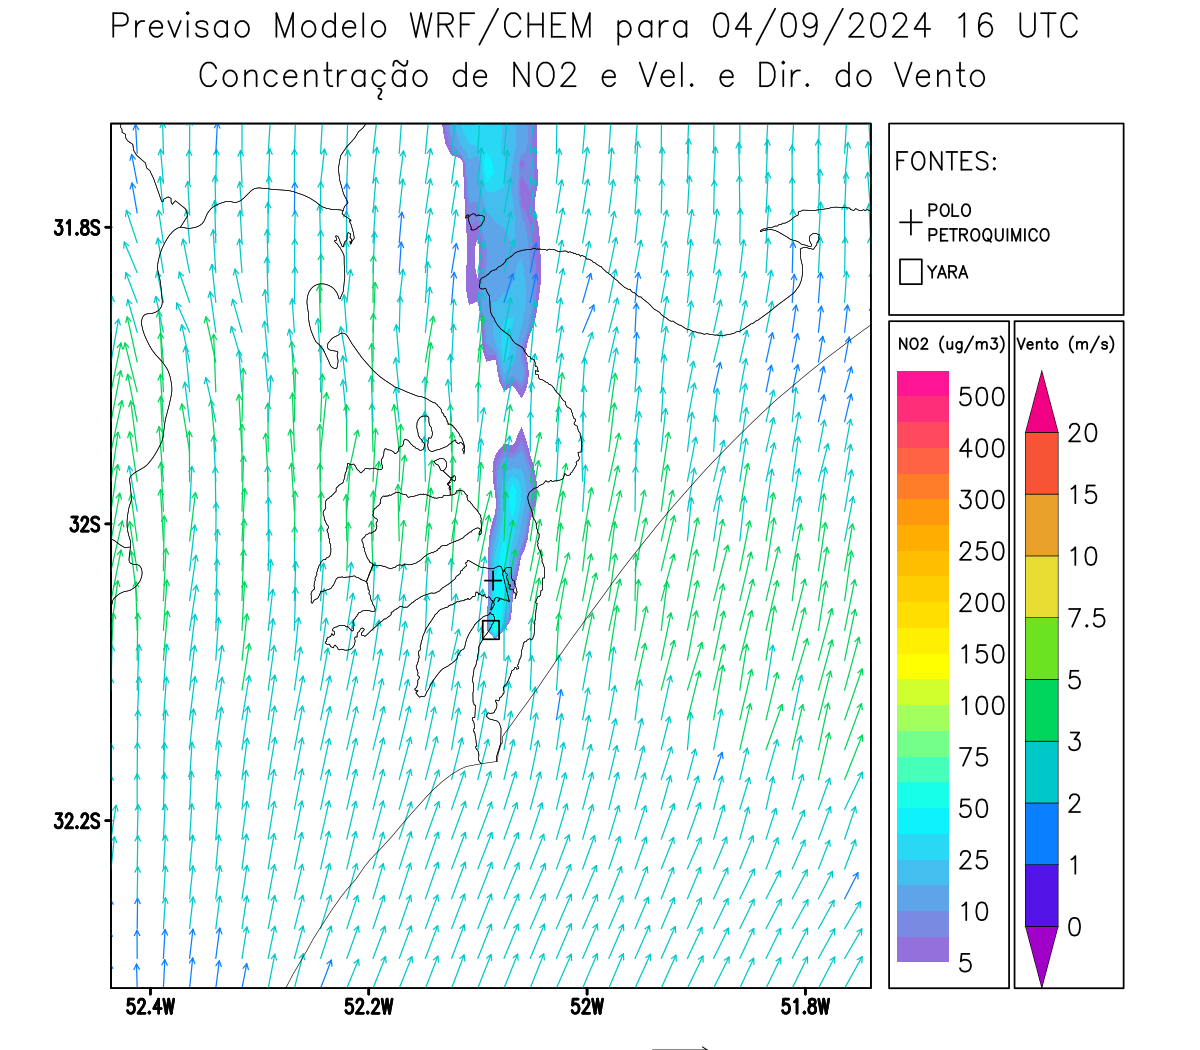 Previsao Modelo WRF/CHEM para 04/09/2024 16 UTC
Concentração de NO2 e Vel. e Dir. do Vento
FONTES:
POLO
PETROQUIMICO
YARA
31.8S
32S
32.2S
52.4W
52.2W
52W
51.8W
NO2 (ug/m3)
500
400
300
250
200
150
100
75
50
25
10
5
Vento (m/s)
20
15
10
7.5
5
3
2
1
0